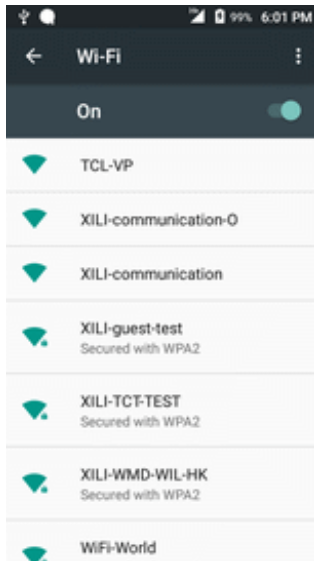 99% 6:01 PM
Wi-Fi
On
TCL-VP
XILI-communication-O
XILI-communication
XILI-guest-test
Secured with WPA2
XILI-TCT-TEST
Secured with WPA2
XILI-WMD-WIL-HK
Secured with WPA2
WiFi-World